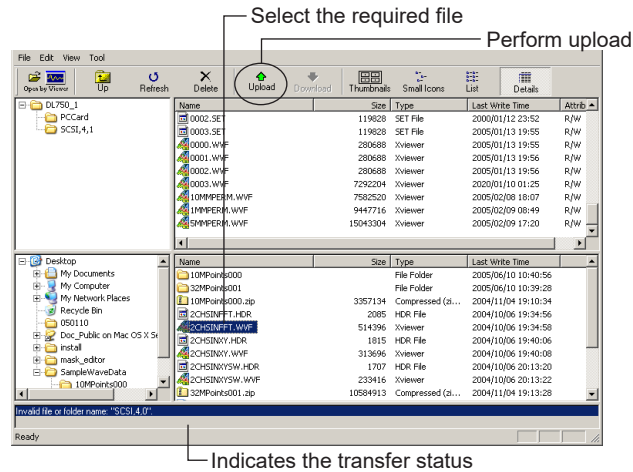 Select the required file
Perform upload
File Edit View Tool
Open by Viewer Up Refresh Delete Upload Download Thumbnails Small Icons List Details
DL750_1
PCCard
SCSI,4,1
Name Size Type Last Write Time Attrib
0002.SET 119828 SET File 2000/01/12 23:52 R/W
0003.SET 119828 SET File 2005/01/13 19:55 R/W
0000.WVF 280688 Xviewer 2005/01/13 19:55 R/W
0001.WVF 280688 Xviewer 2005/01/13 19:56 R/W
0002.WVF 280688 Xviewer 2005/01/13 19:56 R/W
0003.WVF 7292204 Xviewer 2020/01/10 01:25 R/W
10MMPERM.WVF 7582520 Xviewer 2005/02/08 18:07 R/W
1MMPERM.WVF 9447716 Xviewer 2005/02/09 08:49 R/W
5MMPERM.WVF 15043304 Xviewer 2005/02/09 17:20 R/W
Desktop
My Documents
My Computer
My Network Places
Recycle Bin
050110
Doc_Public on Mac OS X Se
install
mask_editor
SampleWaveData
10MPoints000
Name Size Type Last Write Time
10MPoints000 File Folder 2005/06/10 10:40:56
32MPoints001 File Folder 2005/06/10 10:39:28
10MPoints000.zip 3357134 Compressed (zi... 2004/11/04 19:10:34
2CHSINFFT.HDR 2085 HDR File 2004/10/06 19:34:56
2CHSINFFT.WVF 514396 Xviewer 2004/10/06 19:34:58
2CHSINXY.HDR 1815 HDR File 2004/10/06 19:40:06
2CHSINXY.WVF 313696 Xviewer 2004/10/06 19:40:08
2CHSINXYSW.HDR 1707 HDR File 2004/10/06 20:13:20
2CHSINXYSW.WVF 233416 Xviewer 2004/10/06 20:13:22
32MPoints001.zip 10584913 Compressed (zi... 2004/11/04 19:13:28
Invalid file or folder name: "SCSI,4,0".
Ready
Indicates the transfer status